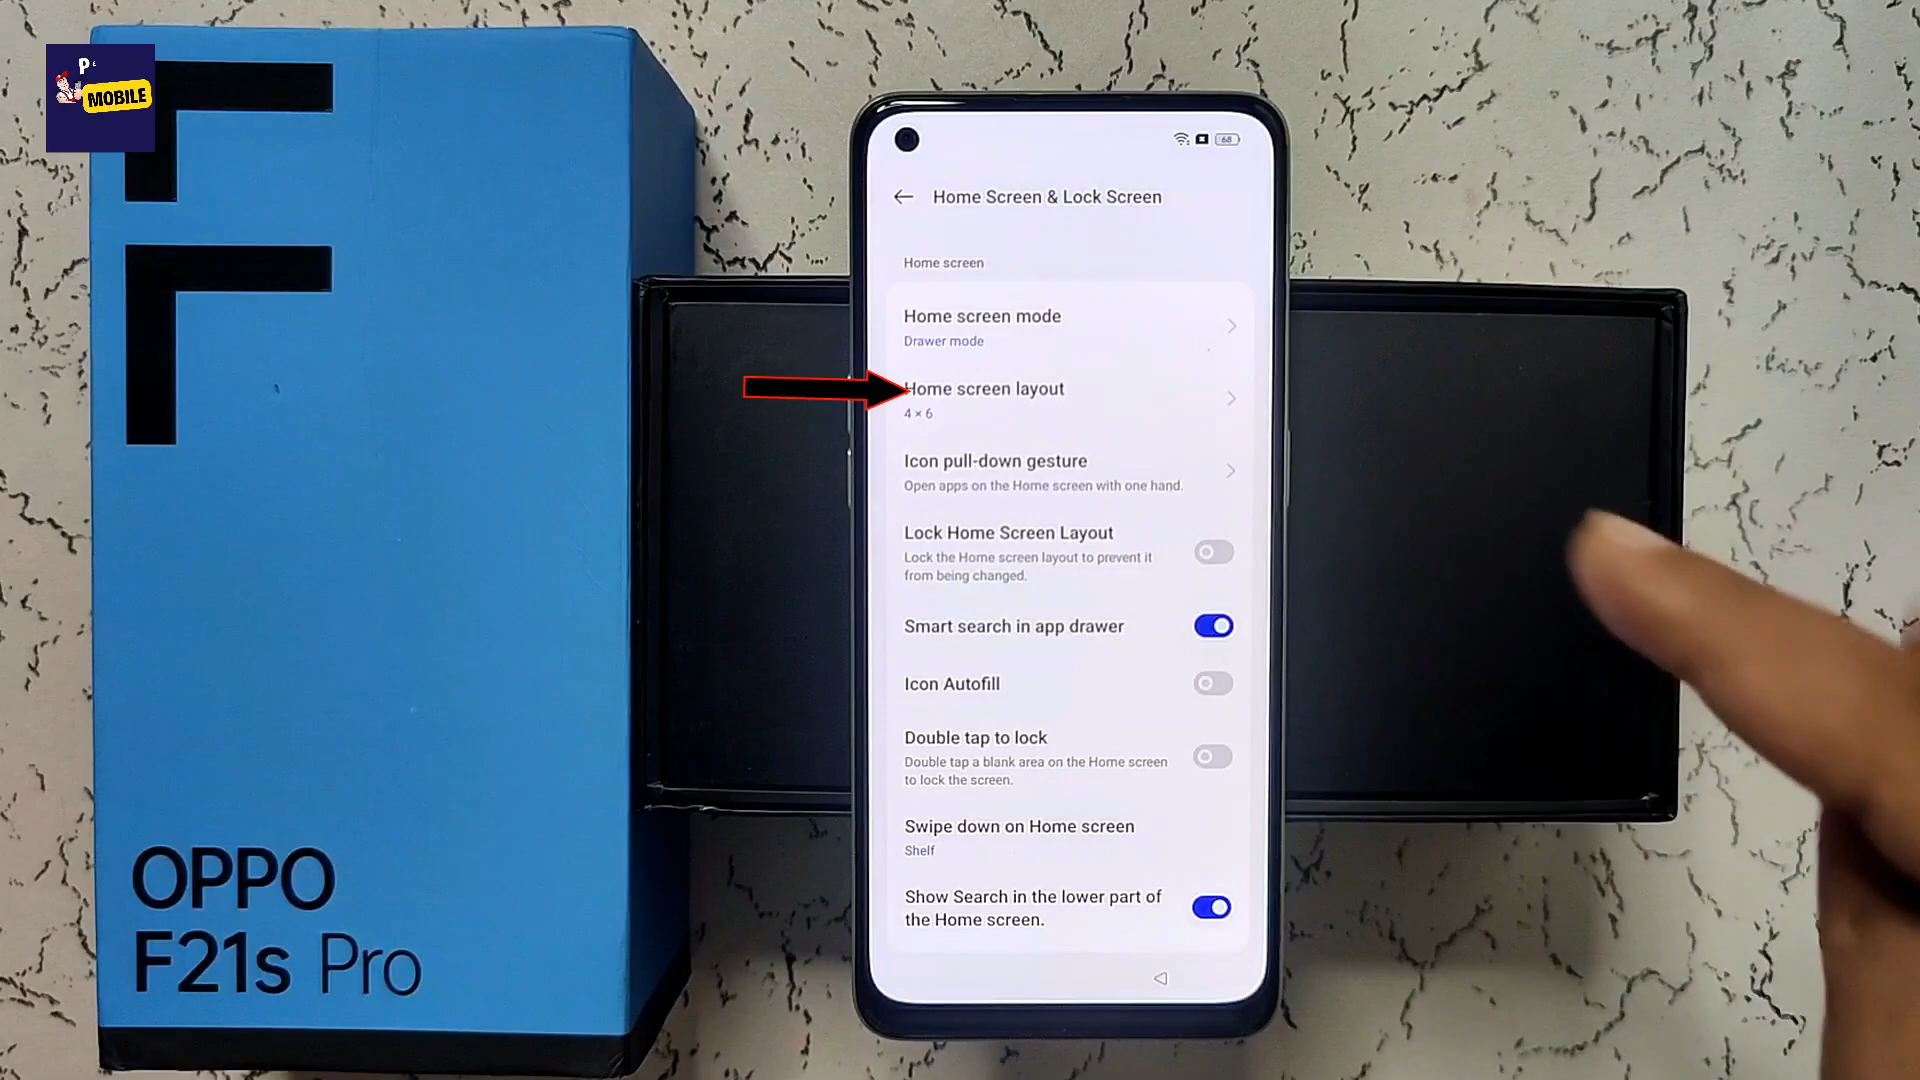 P
MOBILE
OPPO
F21s Pro
68
Home Screen & Lock Screen
Home screen
Home screen mode
Drawer mode
Home screen layout
4 × 6
Icon pull-down gesture
Open apps on the Home screen with one hand.
Lock Home Screen Layout
Lock the Home screen layout to prevent it
from being changed.
Smart search in app drawer
Icon Autofill
Double tap to lock
Double tap a blank area on the Home screen
to lock the screen.
Swipe down on Home screen
Shelf
Show Search in the lower part of
the Home screen.